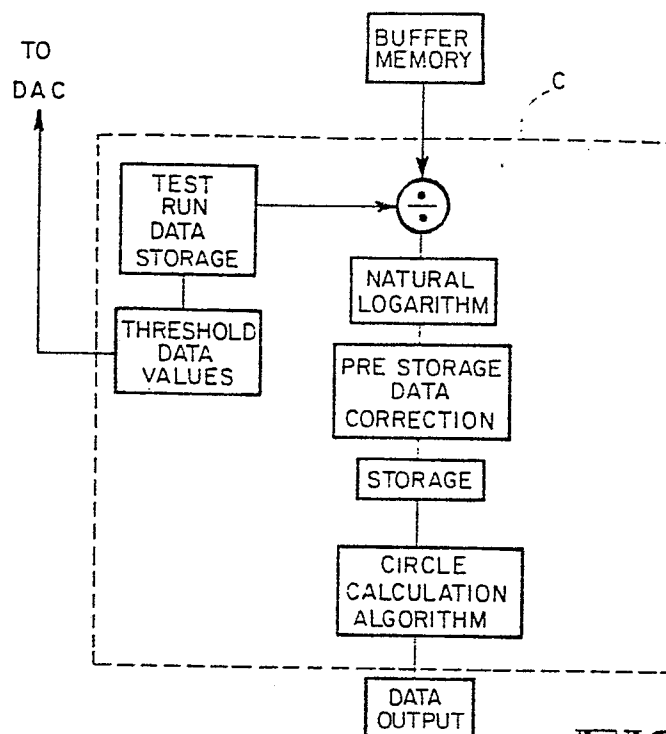 TO
DAC
BUFFER
MEMORY
C
TEST
RUN
DATA
STORAGE
÷
NATURAL
LOGARITHM
THRESHOLD
DATA
VALUES
PRE STORAGE
DATA
CORRECTION
STORAGE
CIRCLE
CALCULATION
ALGORITHM
DATA
OUTPUT